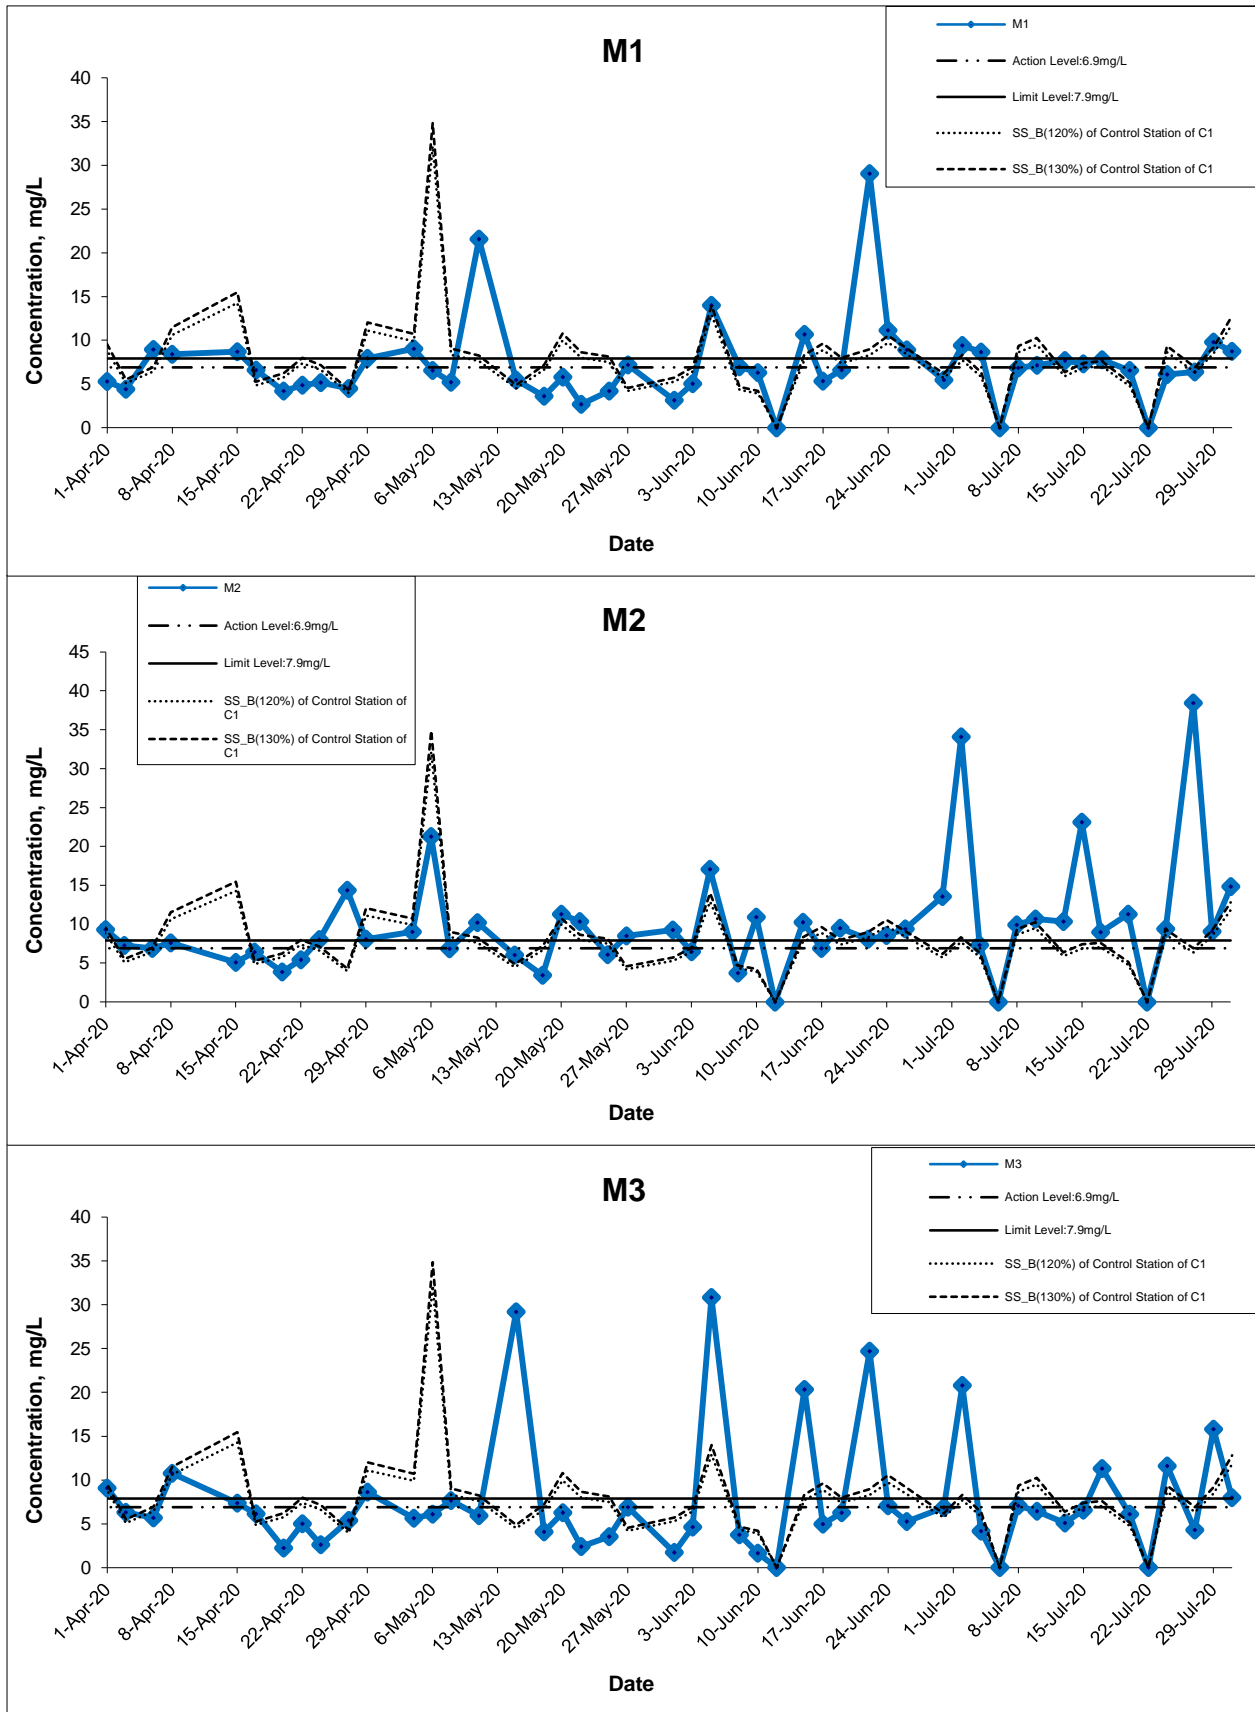 M1
M1
Action Level:6.9mg/L
Limit Level:7.9mg/L
SS_B(120%) of Control Station of C1
SS_B(130%) of Control Station of C1
Concentration, mg/L
40
35
30
25
20
15
10
5
0
1-Apr-20
8-Apr-20
15-Apr-20
22-Apr-20
29-Apr-20
6-May-20
13-May-20
20-May-20
27-May-20
3-Jun-20
10-Jun-20
17-Jun-20
24-Jun-20
1-Jul-20
8-Jul-20
15-Jul-20
22-Jul-20
29-Jul-20
Date
M2
M2
Action Level:6.9mg/L
Limit Level:7.9mg/L
SS_B(120%) of Control Station of
C1
SS_B(130%) of Control Station of
C1
Concentration, mg/L
45
40
35
30
25
20
15
10
5
0
1-Apr-20
8-Apr-20
15-Apr-20
22-Apr-20
29-Apr-20
6-May-20
13-May-20
20-May-20
27-May-20
3-Jun-20
10-Jun-20
17-Jun-20
24-Jun-20
1-Jul-20
8-Jul-20
15-Jul-20
22-Jul-20
29-Jul-20
Date
M3
M3
Action Level:6.9mg/L
Limit Level:7.9mg/L
SS_B(120%) of Control Station of C1
SS_B(130%) of Control Station of C1
Concentration, mg/L
40
35
30
25
20
15
10
5
0
1-Apr-20
8-Apr-20
15-Apr-20
22-Apr-20
29-Apr-20
6-May-20
13-May-20
20-May-20
27-May-20
3-Jun-20
10-Jun-20
17-Jun-20
24-Jun-20
1-Jul-20
8-Jul-20
15-Jul-20
22-Jul-20
29-Jul-20
Date